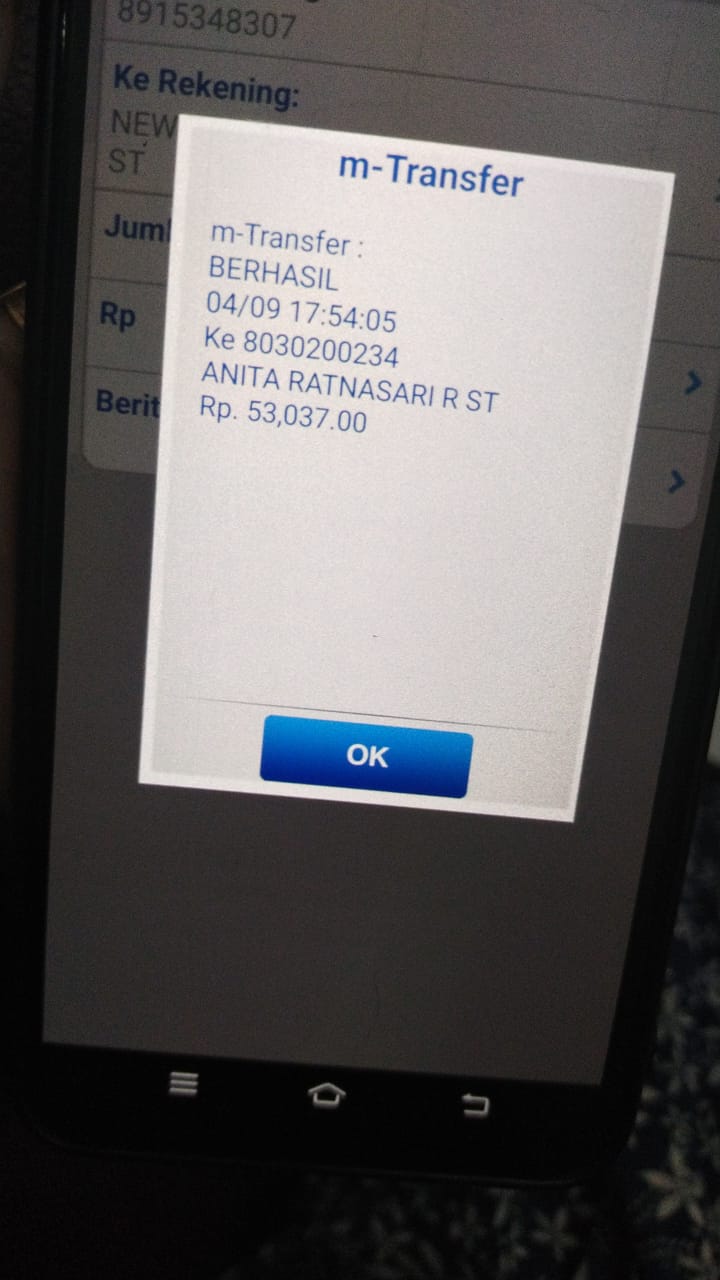 8915348307
Ke Rekening:
NEW
ST
Juml
Rp
Berit
m-Transfer
m-Transfer :
BERHASIL
04/09 17:54:05
Ke 8030200234
ANITA RATNASARI R ST
Rp. 53,037.00
OK